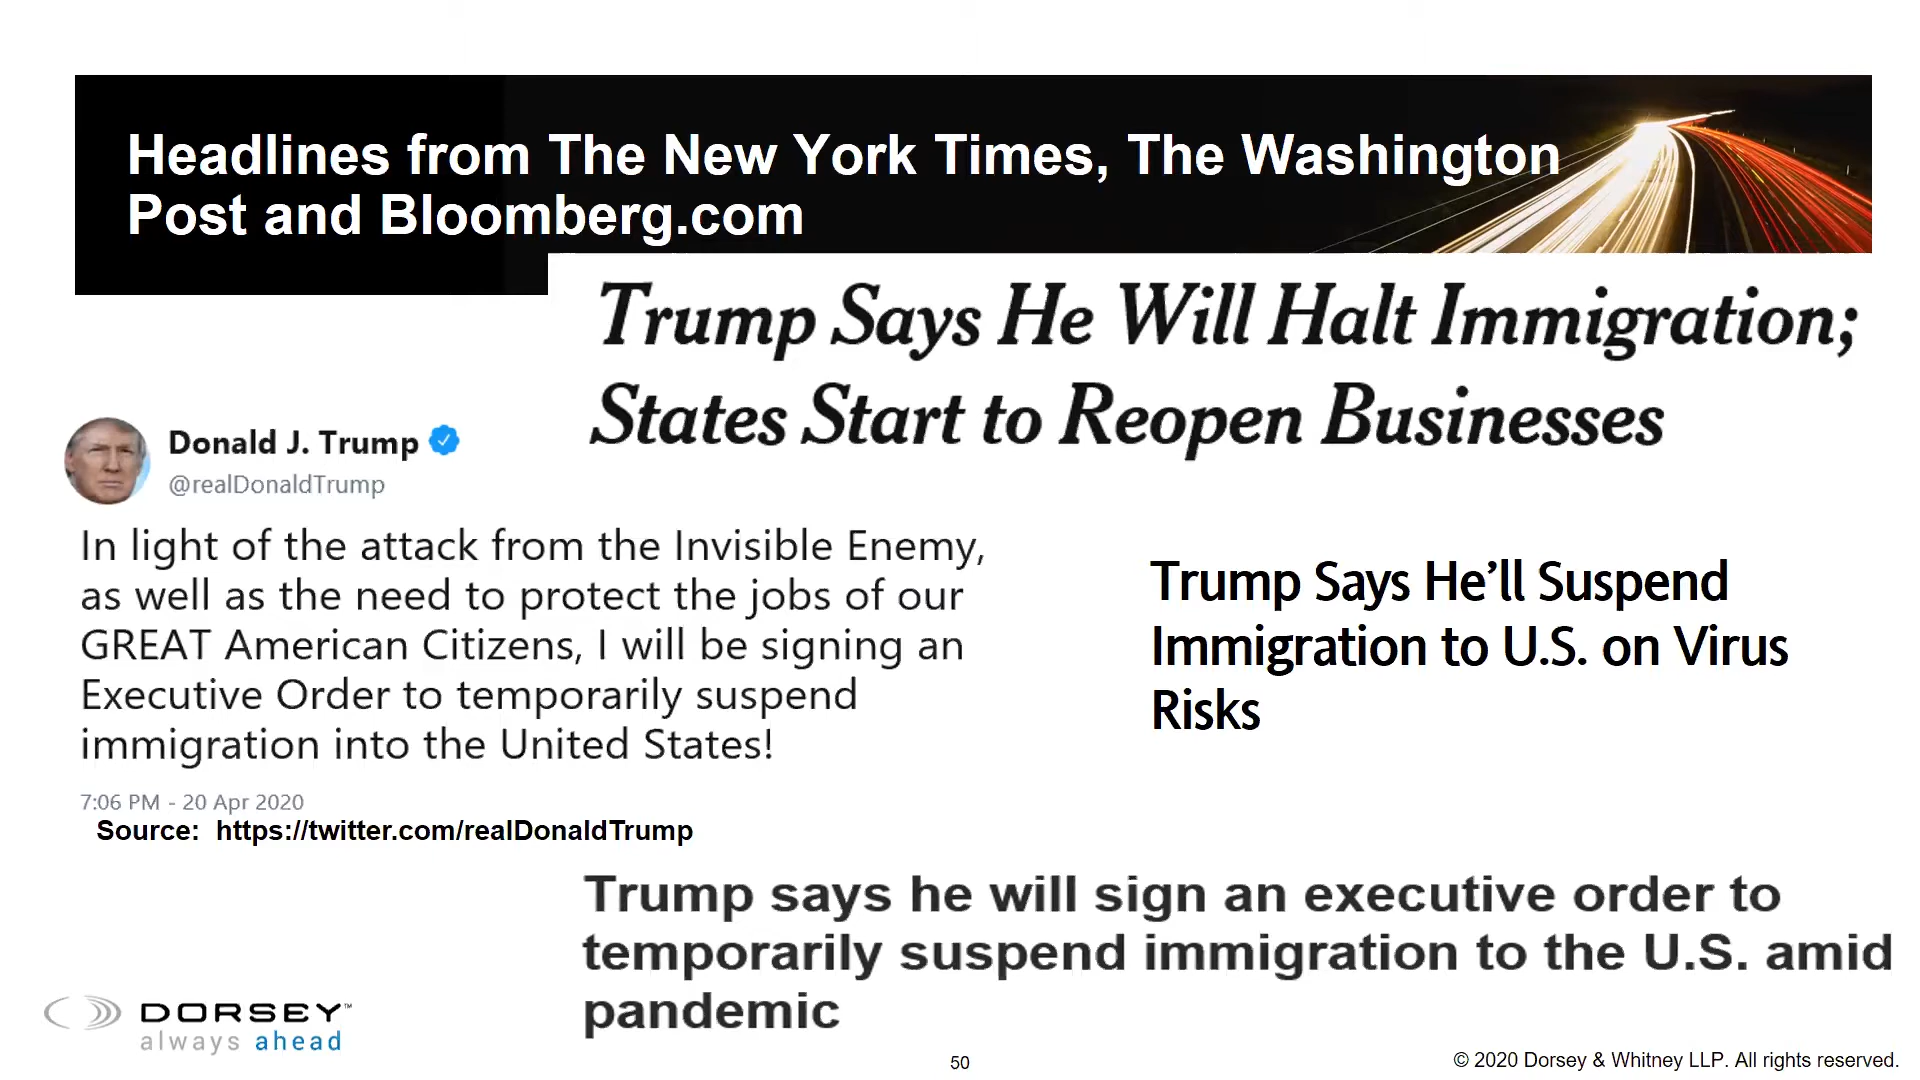 Headlines from The New York Times, The Washington
Post and Bloomberg.com
Trump Says He Will Halt Immigration;
States Start to Reopen Businesses
Donald J. Trump
@realDonaldTrump
In light of the attack from the Invisible Enemy,
as well as the need to protect the jobs of our
GREAT American Citizens, I will be signing an
Executive Order to temporarily suspend
immigration into the United States!
7:06 PM - 20 Apr 2020
Source: https://twitter.com/realDonaldTrump
Trump Says He’ll Suspend
Immigration to U.S. on Virus
Risks
Trump says he will sign an executive order to
temporarily suspend immigration to the U.S. amid
pandemic
DORSEY™
always ahead
50
© 2020 Dorsey & Whitney LLP. All rights reserved.